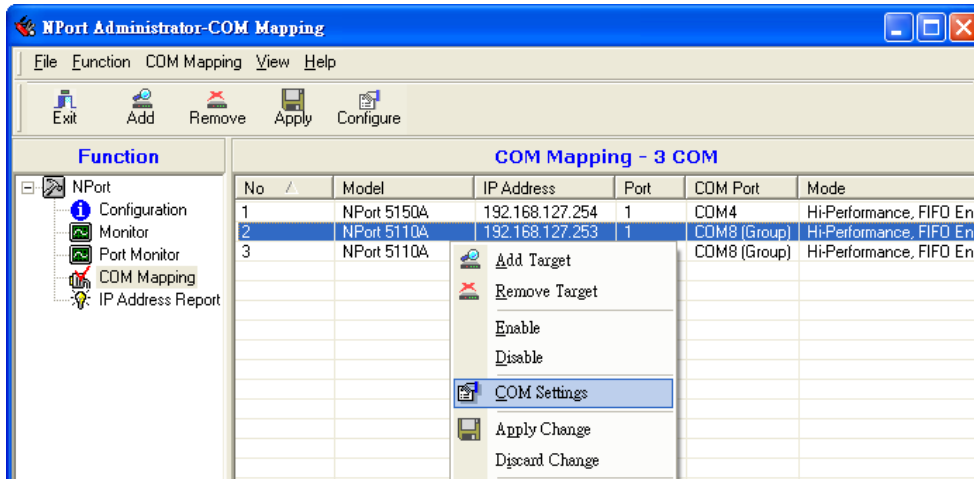 NPort Administrator-COM Mapping
File Function COM Mapping View Help
Exit Add Remove Apply Configure
Function
COM Mapping - 3 COM
NPort
Configuration
Monitor
Port Monitor
COM Mapping
IP Address Report
No Model IP Address Port COM Port Mode
1 NPort 5150A 192.168.127.254 1 COM4 Hi-Performance, FIFO En
2 NPort 5110A 192.168.127.253 1 COM8 (Group) Hi-Performance, FIFO En
3 NPort 5110A COM8 (Group) Hi-Performance, FIFO En
Add Target
Remove Target
Enable
Disable
COM Settings
Apply Change
Discard Change